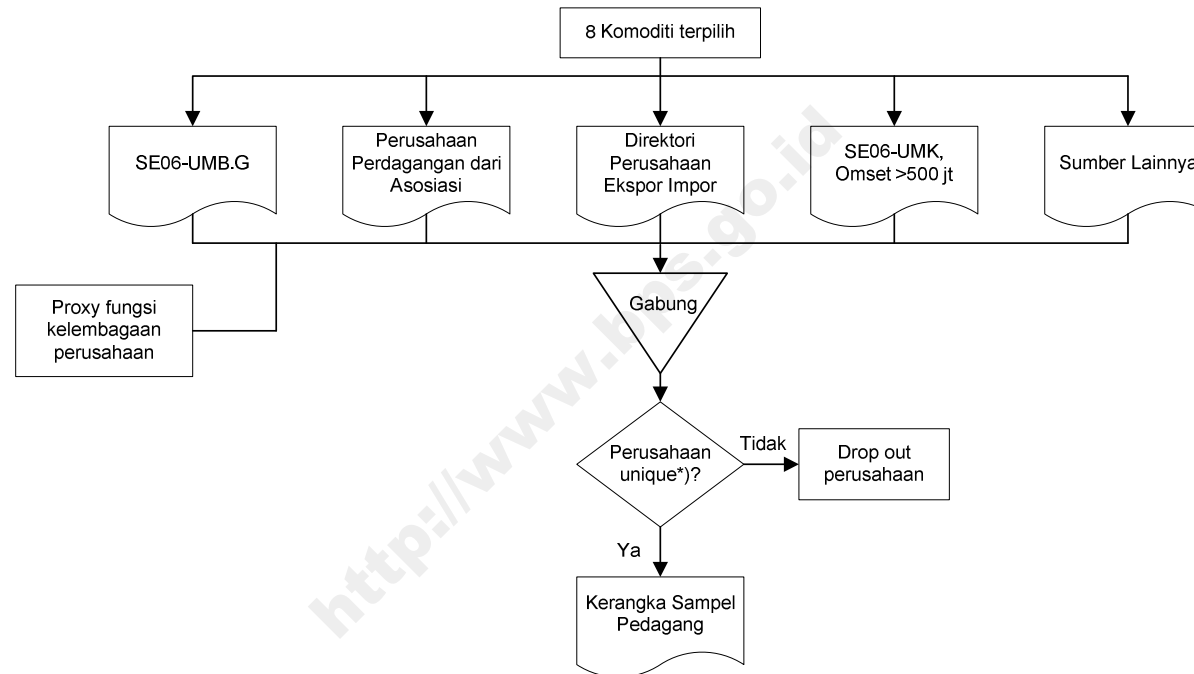 8 Komoditi terpilih
SE06-UMB.G
Perusahaan
Perdagangan dari
Asosiasi
Direktori
Perusahaan
Ekspor Impor
SE06-UMK,
Omset >500 jt
Sumber Lainnya
Proxy fungsi
kelembagaan
perusahaan
Gabung
Perusahaan
unique*)?
Tidak
Drop out
perusahaan
Ya
Kerangka Sampel
Pedagang
http://www.bps.go.id